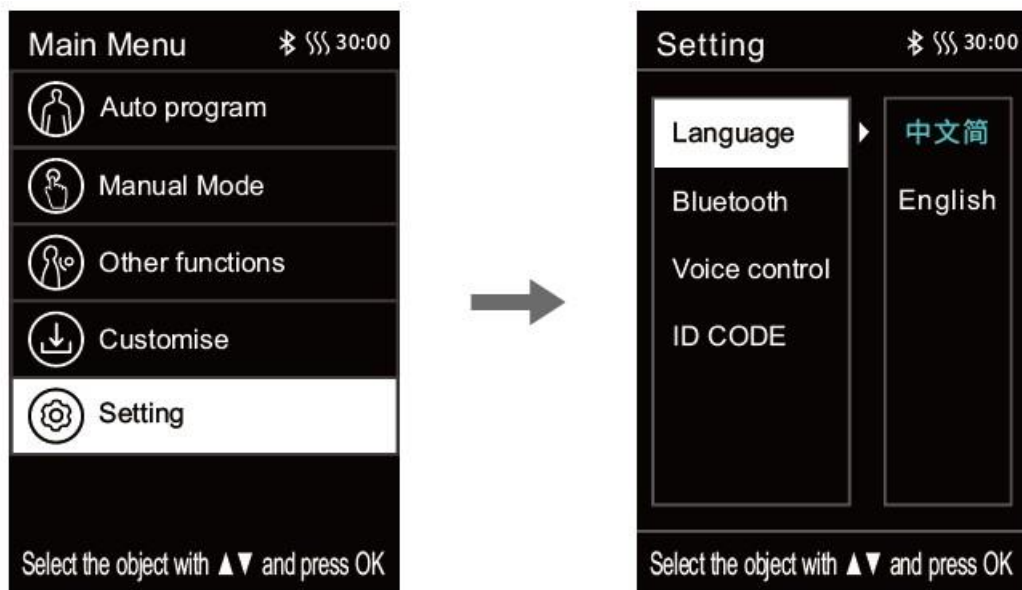 Main Menu 30:00
Auto program
Manual Mode
Other functions
Customise
Setting
Select the object with ▲▼ and press OK
Setting 30:00
Language
Bluetooth
Voice control
ID CODE
中文简
English
Select the object with ▲▼ and press OK